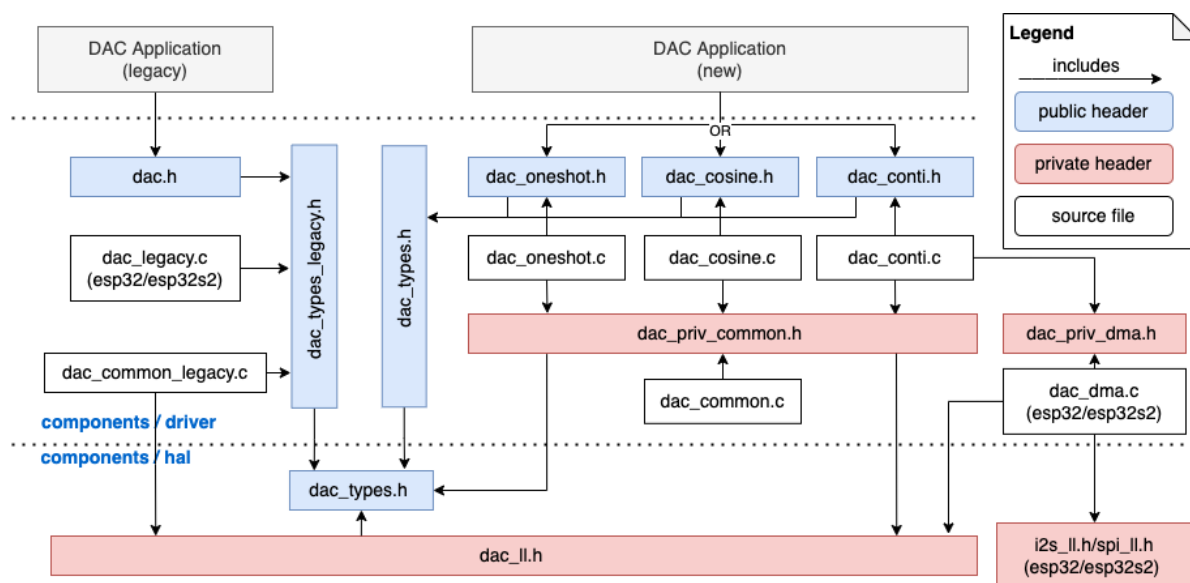 DAC Application
(legacy)
DAC Application
(new)
Legend
includes
public header
private header
source file
OR
dac.h
dac_types_legacy.h
dac_types.h
dac_oneshot.h
dac_cosine.h
dac_conti.h
dac_legacy.c
(esp32/esp32s2)
dac_oneshot.c
dac_cosine.c
dac_conti.c
dac_priv_common.h
dac_priv_dma.h
dac_common_legacy.c
dac_common.c
dac_dma.c
(esp32/esp32s2)
components / driver
components / hal
dac_types.h
dac_ll.h
i2s_ll.h/spi_ll.h
(esp32/esp32s2)